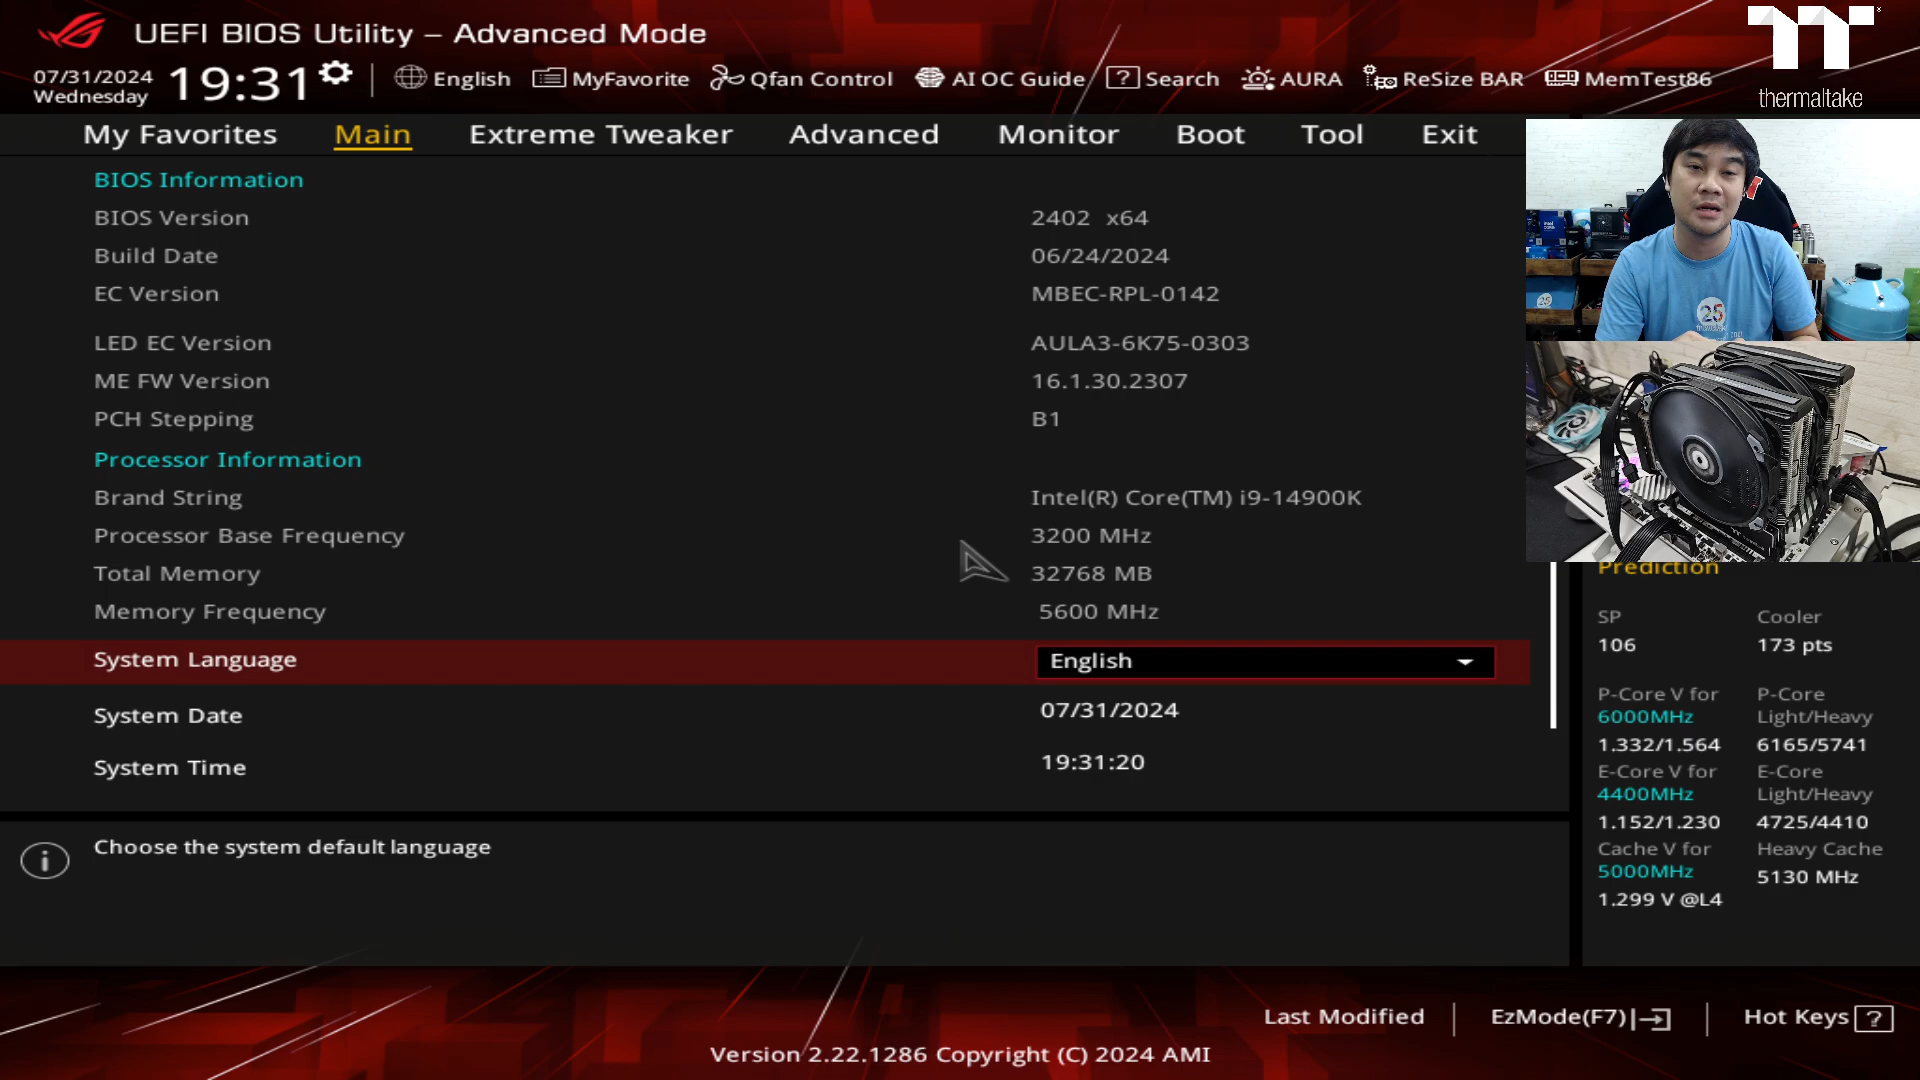 UEFI BIOS Utility – Advanced Mode
07/31/2024
Wednesday
19:31
English
MyFavorite
Qfan Control
AI OC Guide
? Search
AURA
ReSize BAR
MemTest86
thermaltake
My Favorites
Main
Extreme Tweaker
Advanced
Monitor
Boot
Tool
Exit
BIOS Information
BIOS Version 2402 x64
Build Date 06/24/2024
EC Version MBEC-RPL-0142
LED EC Version AULA3-6K75-0303
ME FW Version 16.1.30.2307
PCH Stepping B1
Processor Information
Brand String Intel(R) Core(TM) i9-14900K
Processor Base Frequency 3200 MHz
Total Memory 32768 MB
Memory Frequency 5600 MHz
System Language English
System Date 07/31/2024
System Time 19:31:20
Choose the system default language
25
Prediction
SP Cooler
106 173 pts
P-Core V for P-Core
6000MHz Light/Heavy
1.332/1.564 6165/5741
E-Core V for E-Core
4400MHz Light/Heavy
1.152/1.230 4725/4410
Cache V for Heavy Cache
5000MHz 5130 MHz
1.299 V @L4
Last Modified
EzMode(F7)
Hot Keys ?
Version 2.22.1286 Copyright (C) 2024 AMI